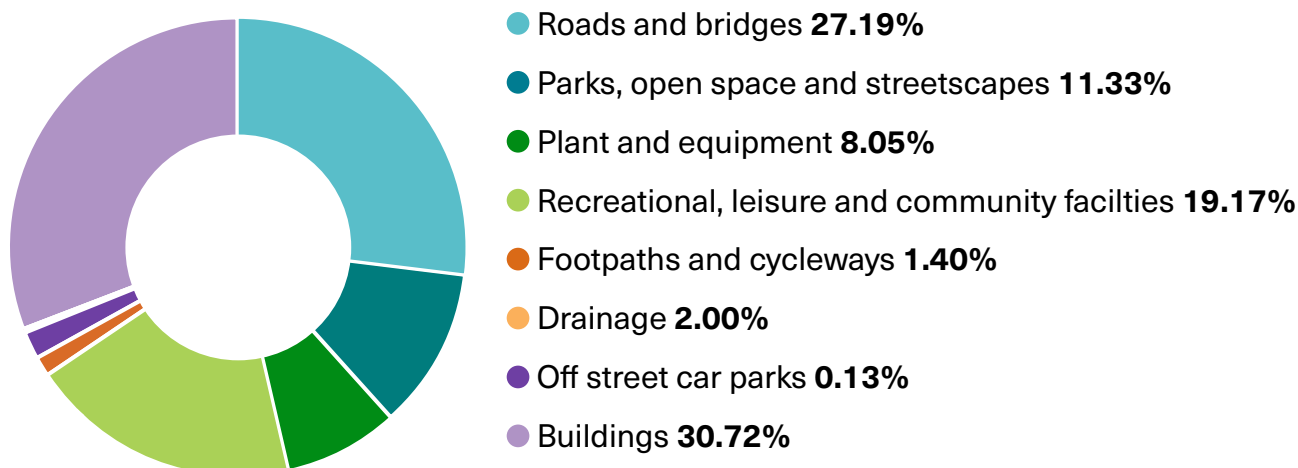 Roads and bridges 27.19%
Parks, open space and streetscapes 11.33%
Plant and equipment 8.05%
Recreational, leisure and community facilties 19.17%
Footpaths and cycleways 1.40%
Drainage 2.00%
Off street car parks 0.13%
Buildings 30.72%